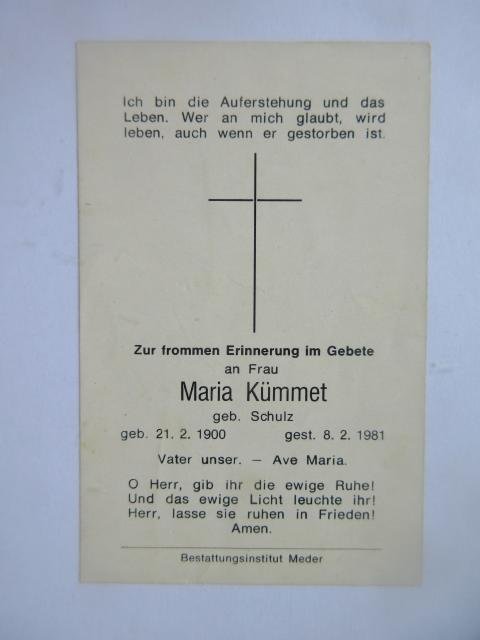 Ich bin die Auferstehung und das
Leben. Wer an mich glaubt, wird
leben, auch wenn er gestorben ist.
Zur frommen Erinnerung im Gebete
an Frau
Maria Kümmet
geb. Schulz
geb. 21. 2. 1900 gest. 8. 2. 1981
Vater unser. – Ave Maria.
O Herr, gib ihr die ewige Ruhe!
Und das ewige Licht leuchte ihr!
Herr, lasse sie ruhen in Frieden!
Amen.
Bestattungsinstitut Meder